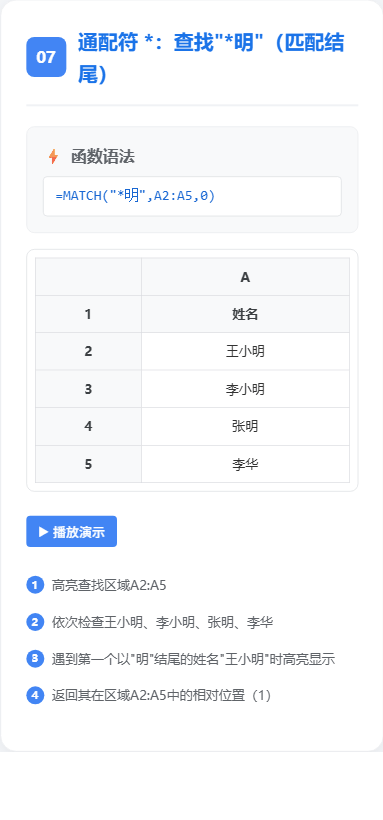 07
通配符 *：查找"*明"（匹配结
尾）
函数语法
=MATCH("*明",A2:A5,0)
A
1 姓名
2 王小明
3 李小明
4 张明
5 李华
▶ 播放演示
1 高亮查找区域A2:A5
2 依次检查王小明、李小明、张明、李华
3 遇到第一个以"明"结尾的姓名"王小明"时高亮显示
4 返回其在区域A2:A5中的相对位置（1）